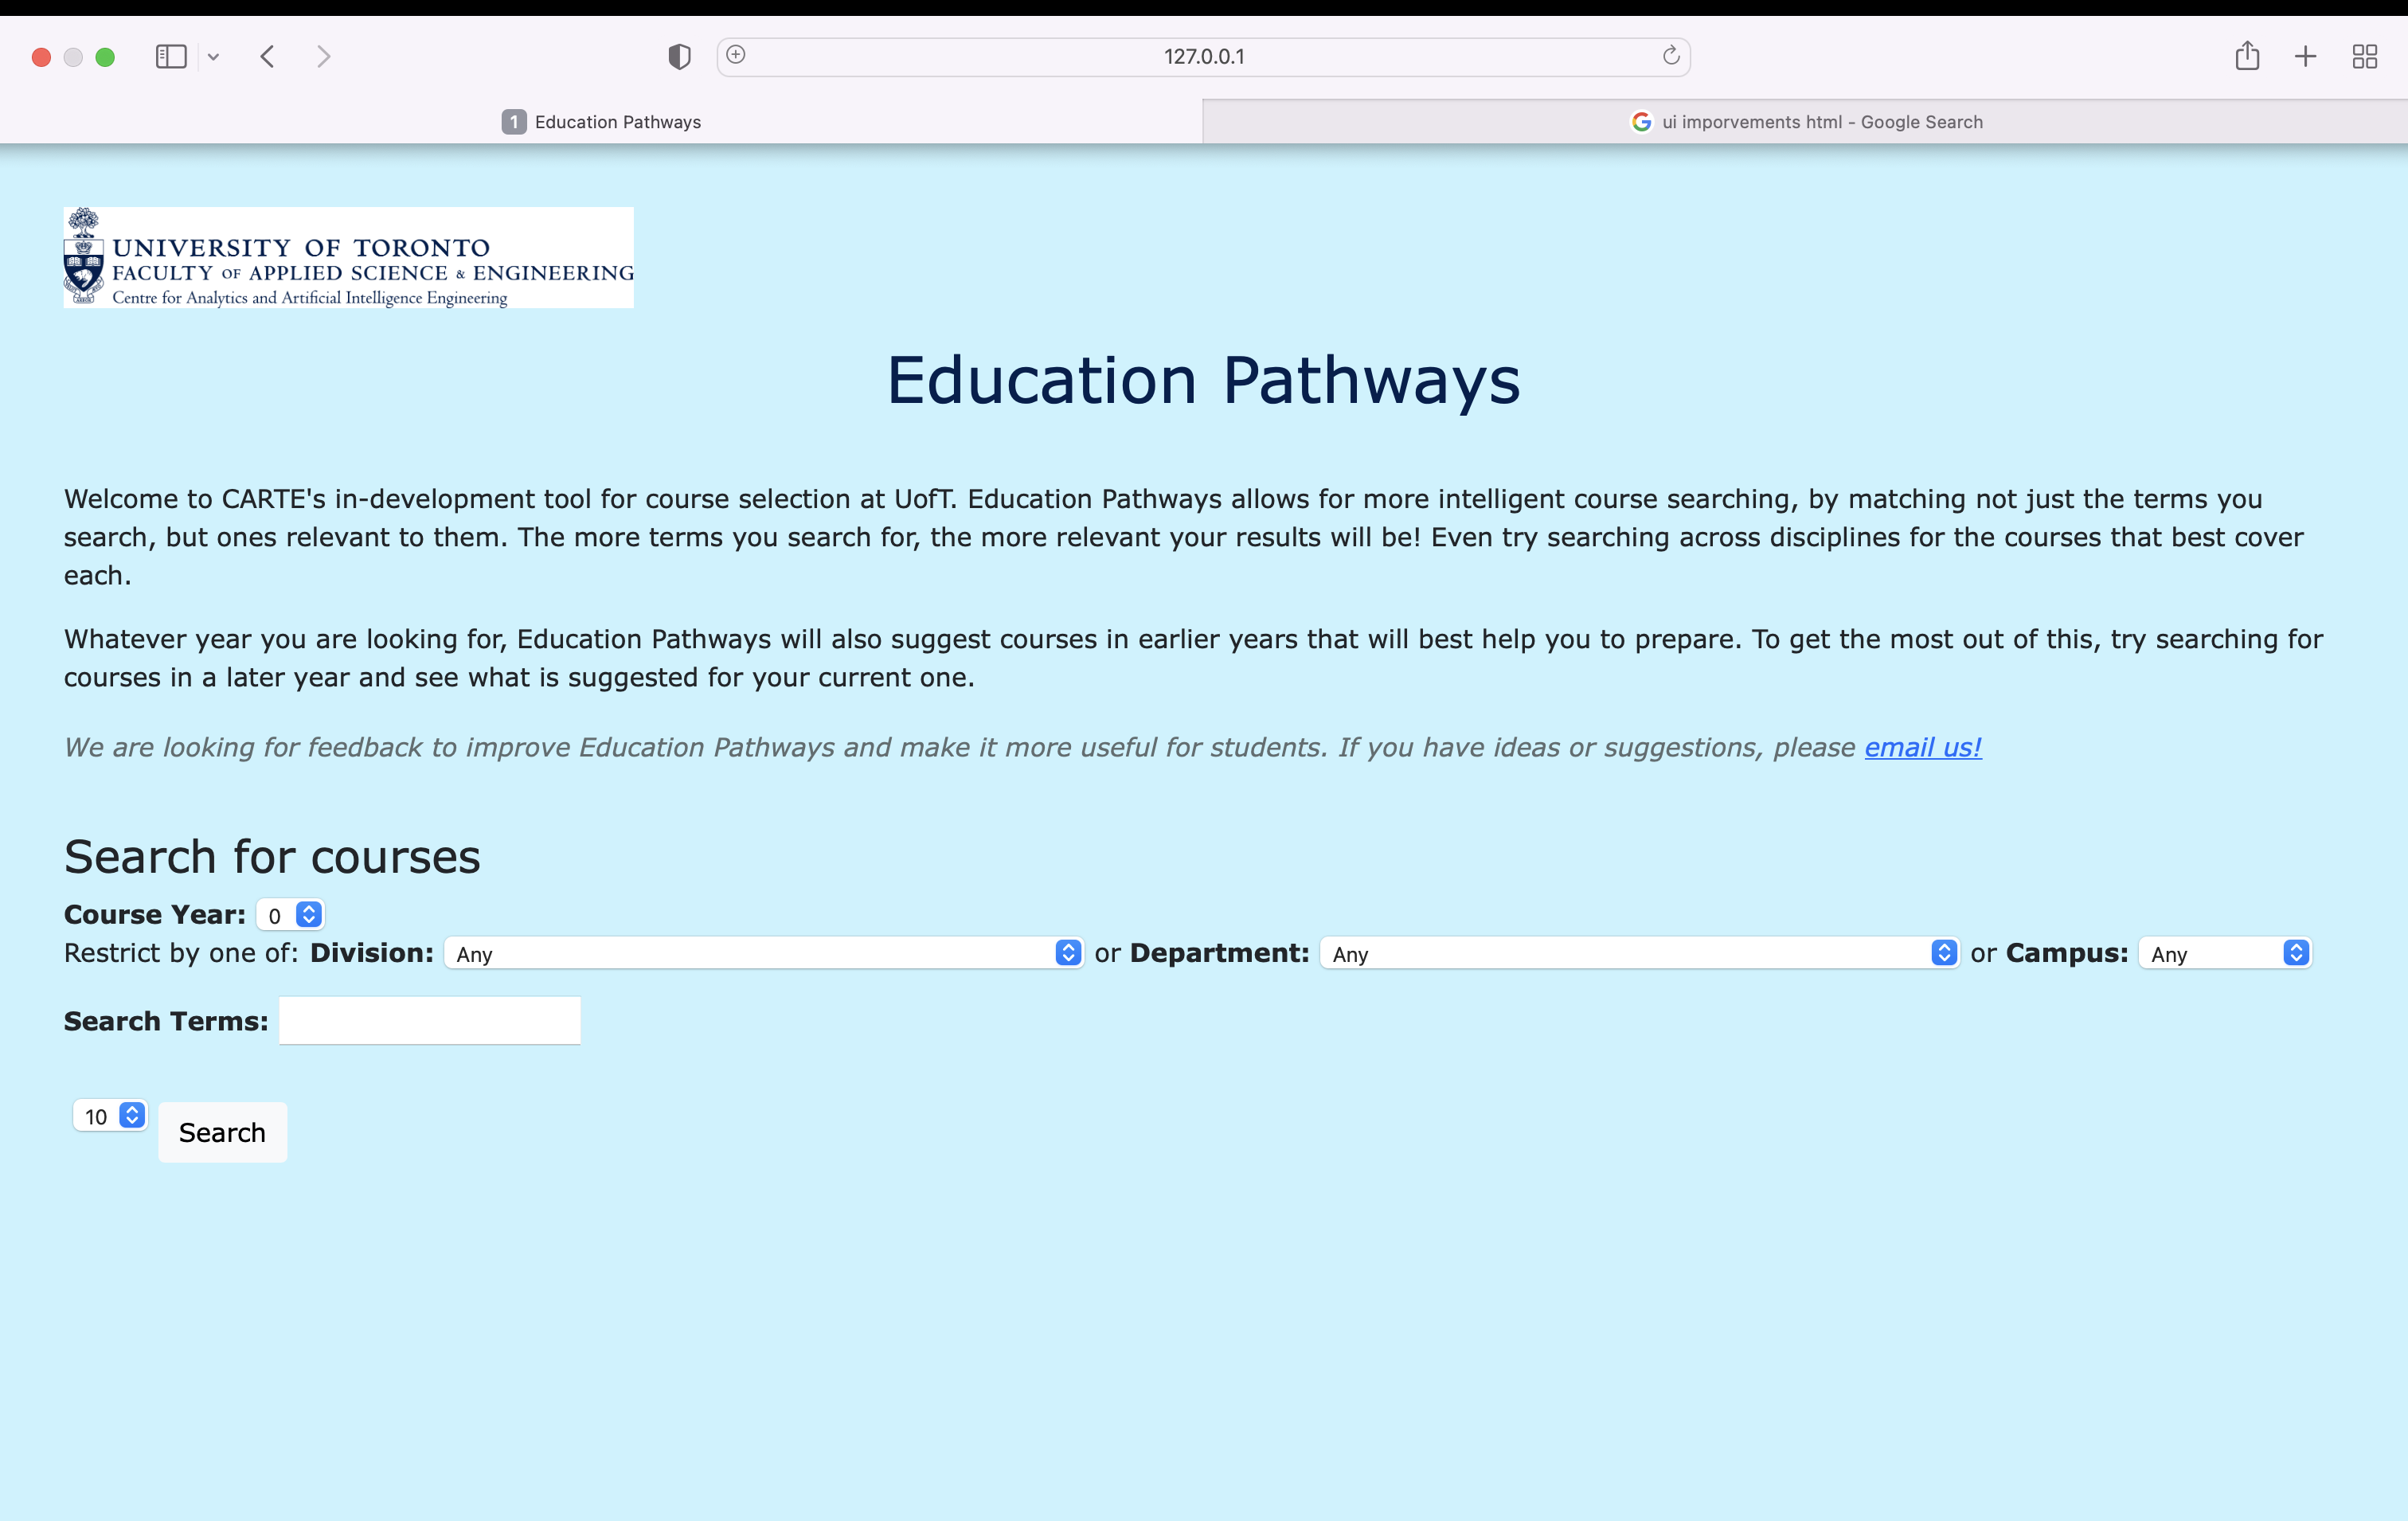 127.0.0.1
1 Education Pathways
ui imporvements html - Google Search
UNIVERSITY OF TORONTO
FACULTY OF APPLIED SCIENCE & ENGINEERING
Centre for Analytics and Artificial Intelligence Engineering
Education Pathways
Welcome to CARTE's in-development tool for course selection at UofT. Education Pathways allows for more intelligent course searching, by matching not just the terms you
search, but ones relevant to them. The more terms you search for, the more relevant your results will be! Even try searching across disciplines for the courses that best cover
each.
Whatever year you are looking for, Education Pathways will also suggest courses in earlier years that will best help you to prepare. To get the most out of this, try searching for
courses in a later year and see what is suggested for your current one.
We are looking for feedback to improve Education Pathways and make it more useful for students. If you have ideas or suggestions, please email us!
Search for courses
Course Year: 0
Restrict by one of: Division: Any or Department: Any or Campus: Any
Search Terms:
10 Search